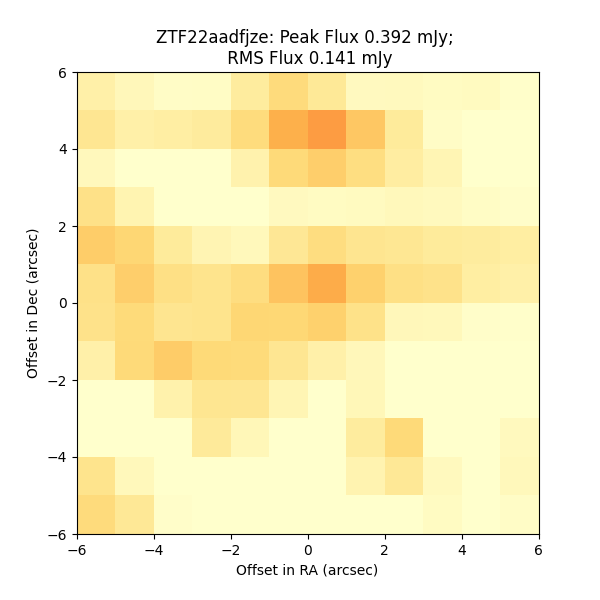 ZTF22aadfjze: Peak Flux 0.392 mJy;
RMS Flux 0.141 mJy
6
4
2
0
−2
−4
−6
Offset in Dec (arcsec)
−6 −4 −2 0 2 4 6
Offset in RA (arcsec)